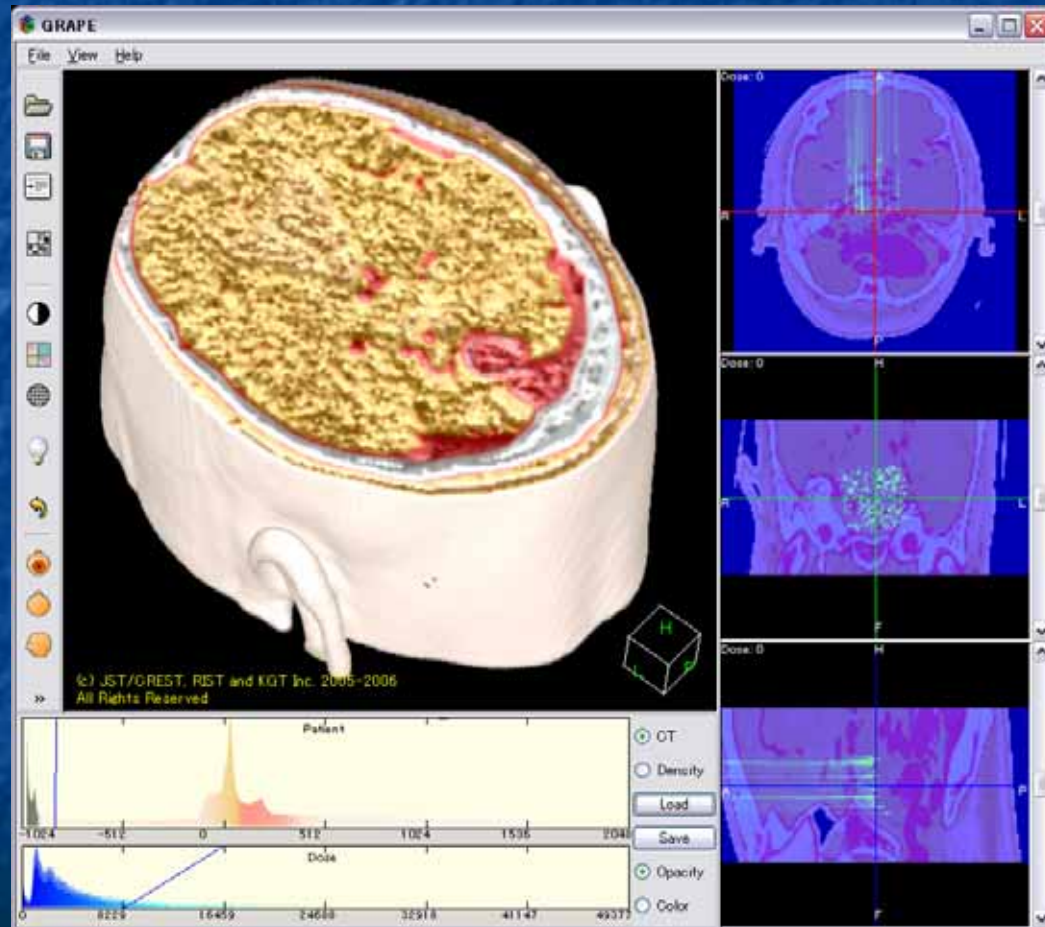 GRAPE
File View Help
Dose: 0
A
R
L
P
H
R
L
F
Dose: 0
H
P
F
H
L
P
(c) JST/CREST, RIST and KGT Inc. 2005-2006
All Rights Reserved
»
Patient
-1024 -512 0 512 1024 1536 2048
CT
Density
Load
Save
Dose
0 8229 16459 24688 32918 41147 49377
Opacity
Color